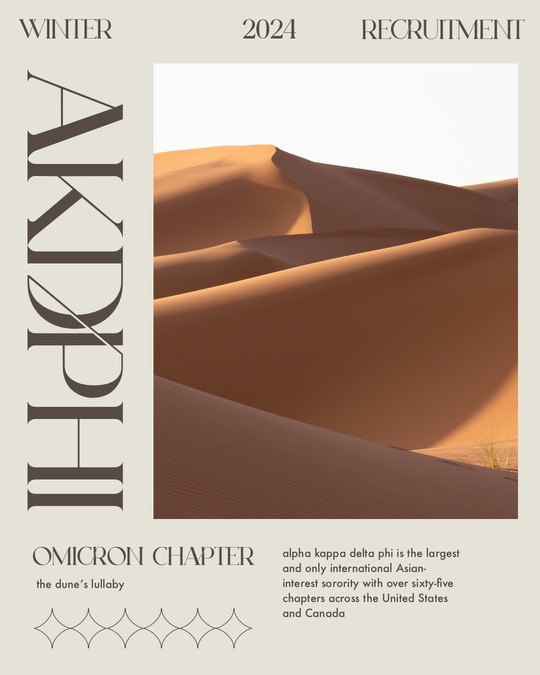 WINTER 2024 RECRUITMENT
AKDPHI
OMICRON CHAPTER
the dune's lullaby
alpha kappa delta phi is the largest
and only international Asian-
interest sorority with over sixty-five
chapters across the United States
and Canada